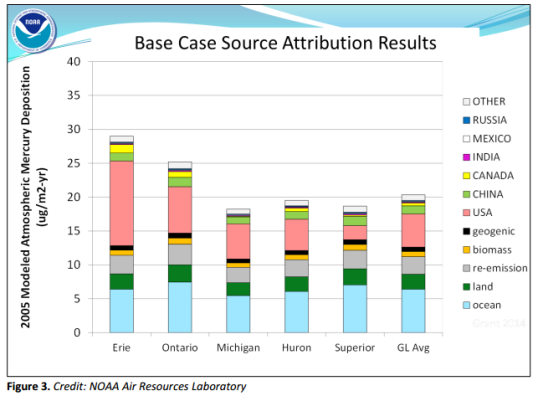 NOAA
Base Case Source Attribution Results
2005 Modeled Atmospheric Mercury Deposition
(ug/m2-yr)
40
35
30
25
20
15
10
5
0
Erie Ontario Michigan Huron Superior GL Avg
OTHER
RUSSIA
MEXICO
INDIA
CANADA
CHINA
USA
geogenic
biomass
re-emission
land
ocean
Figure 3. Credit: NOAA Air Resources Laboratory